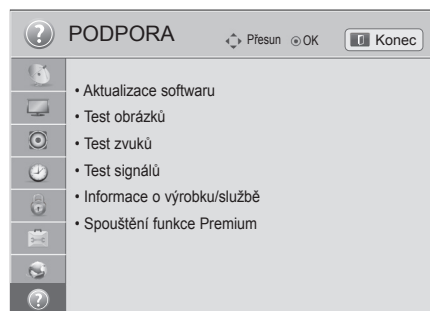 PODPORA
Přesun OK
Konec
• Aktualizace softwaru
• Test obrázků
• Test zvuků
• Test signálů
• Informace o výrobku/službě
• Spouštění funkce Premium